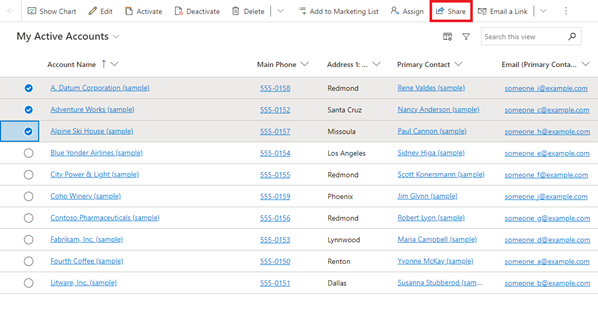 Show Chart Edit Activate Deactivate Delete Add to Marketing List Assign Share Email a Link
My Active Accounts Search this view
Account Name Main Phone Address 1: ... Primary Contact Email (Primary Conta...
A. Datum Corporation (sample) 555-0158 Redmond Rene Valdes (sample) someone_i@example.com
Adventure Works (sample) 555-0152 Santa Cruz Nancy Anderson (sample) someone_c@example.com
Alpine Ski House (sample) 555-0157 Missoula Paul Cannon (sample) someone_h@example.com
Blue Yonder Airlines (sample) 555-0154 Los Angeles Sidney Higa (sample) someone_e@example.com
City Power & Light (sample) 555-0155 Redmond Scott Konersmann (sample) someone_f@example.com
Coho Winery (sample) 555-0159 Phoenix Jim Glynn (sample) someone_j@example.com
Contoso Pharmaceuticals (sample) 555-0156 Redmond Robert Lyon (sample) someone_g@example.com
Fabrikam, Inc. (sample) 555-0153 Lynnwood Maria Campbell (sample) someone_d@example.com
Fourth Coffee (sample) 555-0150 Renton Yvonne McKay (sample) someone_a@example.com
Litware, Inc. (sample) 555-0151 Dallas Susanna Stubberod (sam... someone_b@example.com